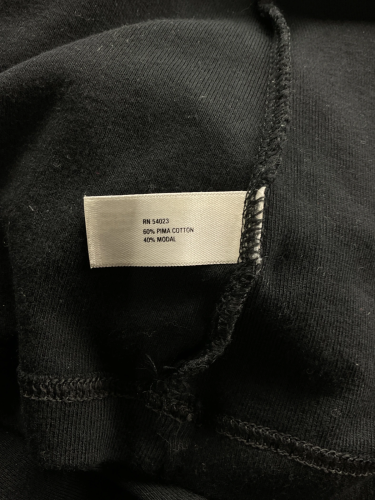 RN 54023
60% PIMA COTTON
40% MODAL